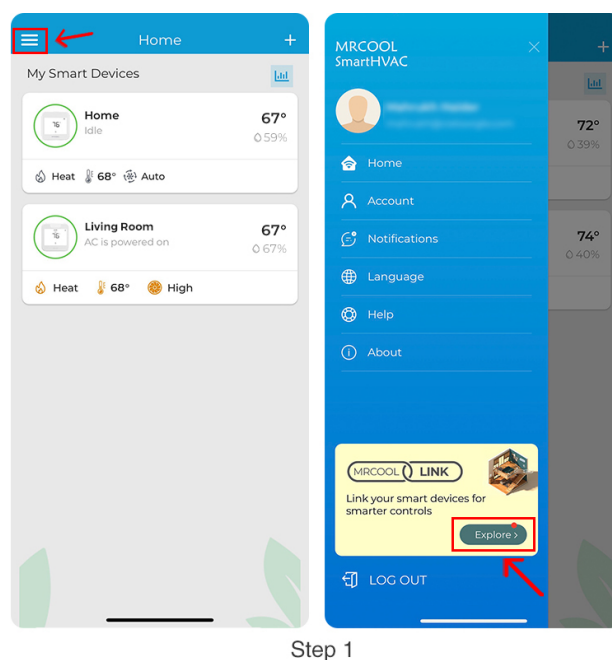 Home
+
My Smart Devices
76
Home
Idle
67°
59%
Heat 68° Auto
76
Living Room
AC is powered on
67°
67%
Heat 68° High
MRCOOL
SmartHVAC
Home
Account
Notifications
Language
Help
About
MRCOOL LINK
Link your smart devices for
smarter controls
Explore >
LOG OUT
+
72°
39%
74°
40%
Step 1